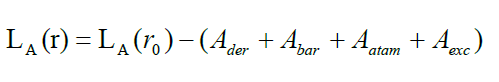 L_A(r) = L_A(r_0) − (A_der + A_bar + A_atam + A_exc)